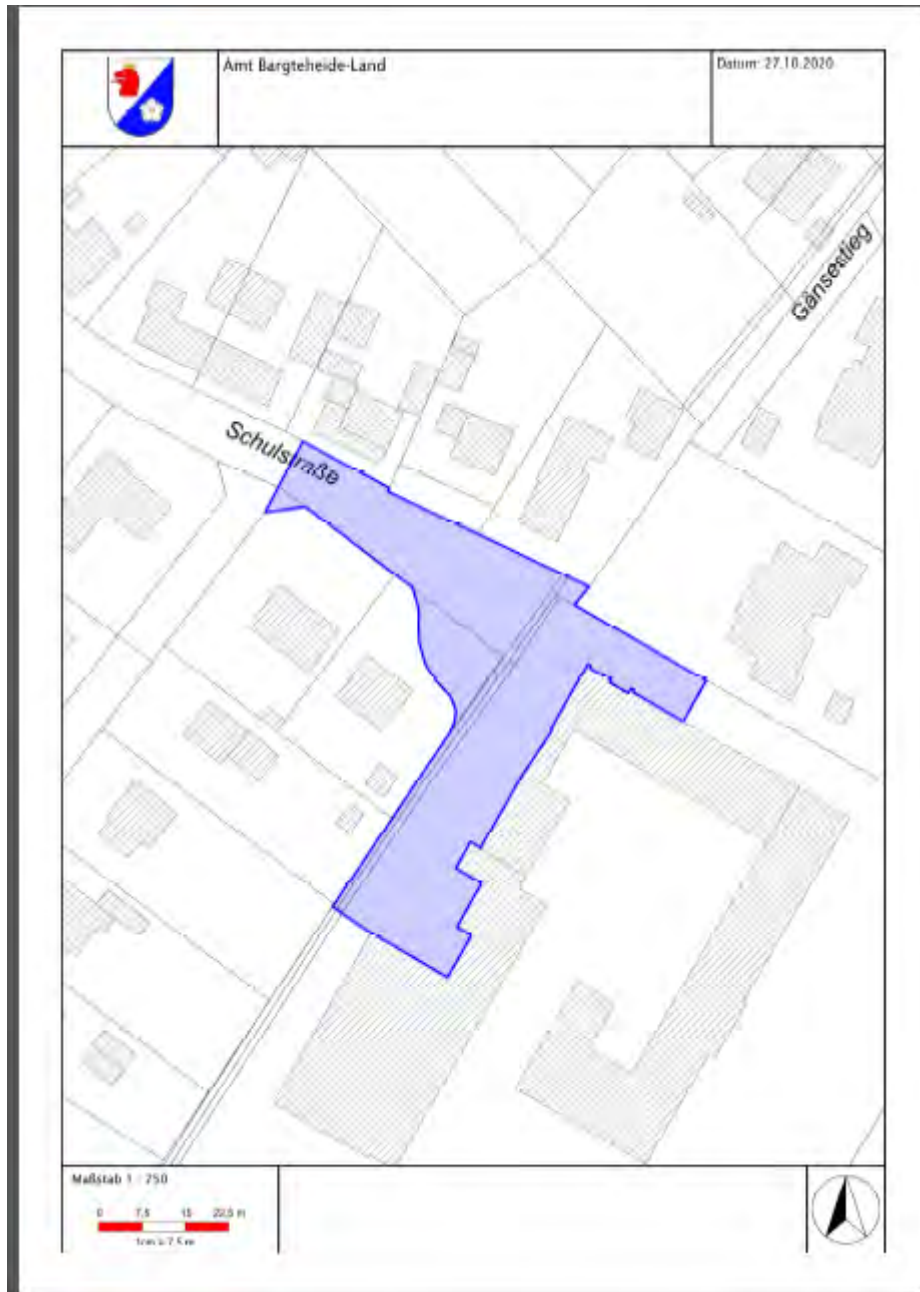 Amt Bargteheide-Land
Datum: 27.10.2020
Gänsestieg
Schulstraße
Maßstab 1 : 750
0 7,5 15 22,5 m
1cm ≙ 7,5 m